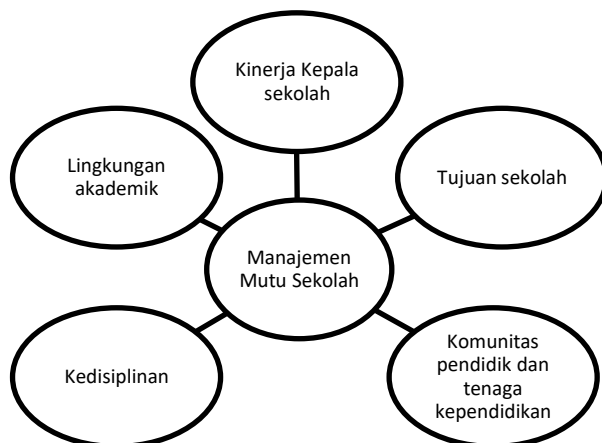 Kinerja Kepala
sekolah
Lingkungan
akademik
Tujuan sekolah
Manajemen
Mutu Sekolah
Kedisiplinan
Komunitas
pendidik dan
tenaga
kependidikan